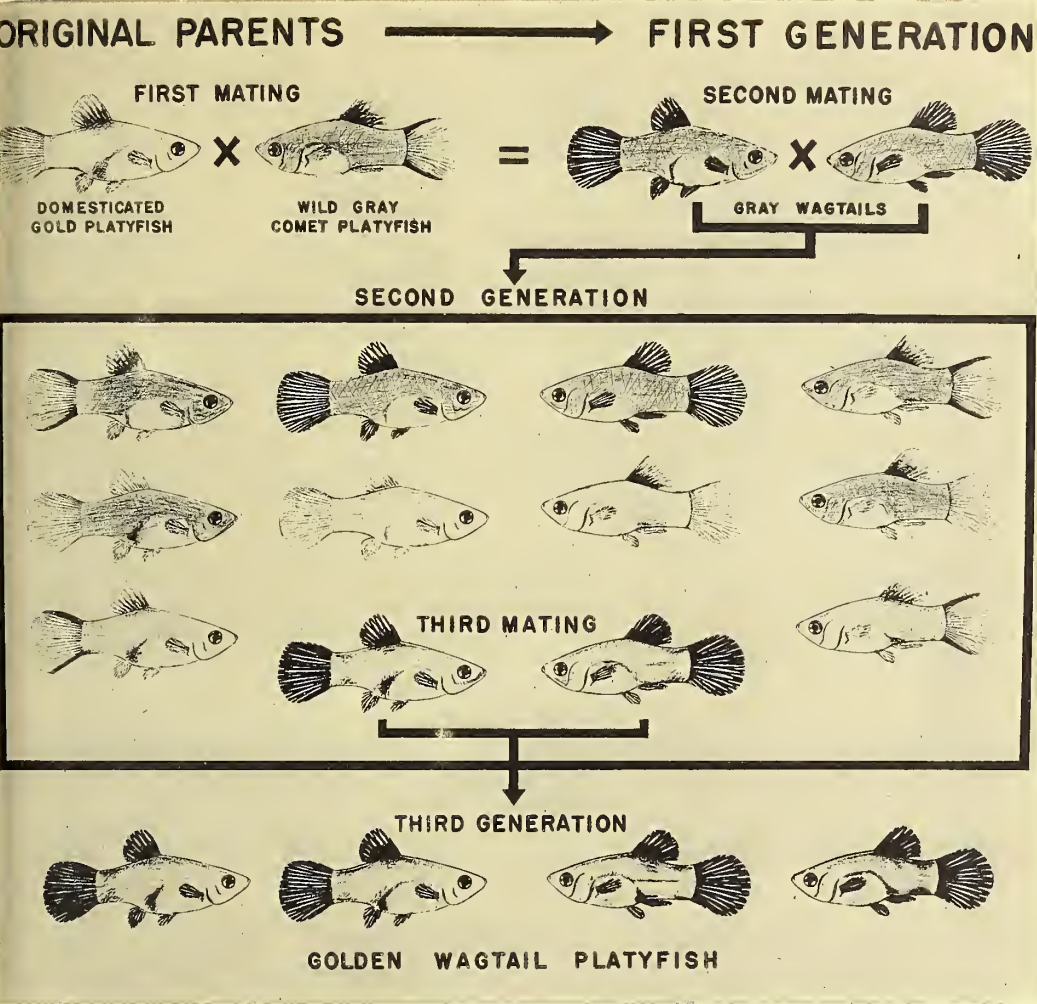 ORIGINAL PARENTS
FIRST GENERATION
FIRST MATING
SECOND MATING
X
=
X
DOMESTICATED
GOLD PLATYFISH
WILD GRAY
COMET PLATYFISH
GRAY WAGTAILS
SECOND GENERATION
THIRD MATING
THIRD GENERATION
GOLDEN WAGTAIL PLATYFISH